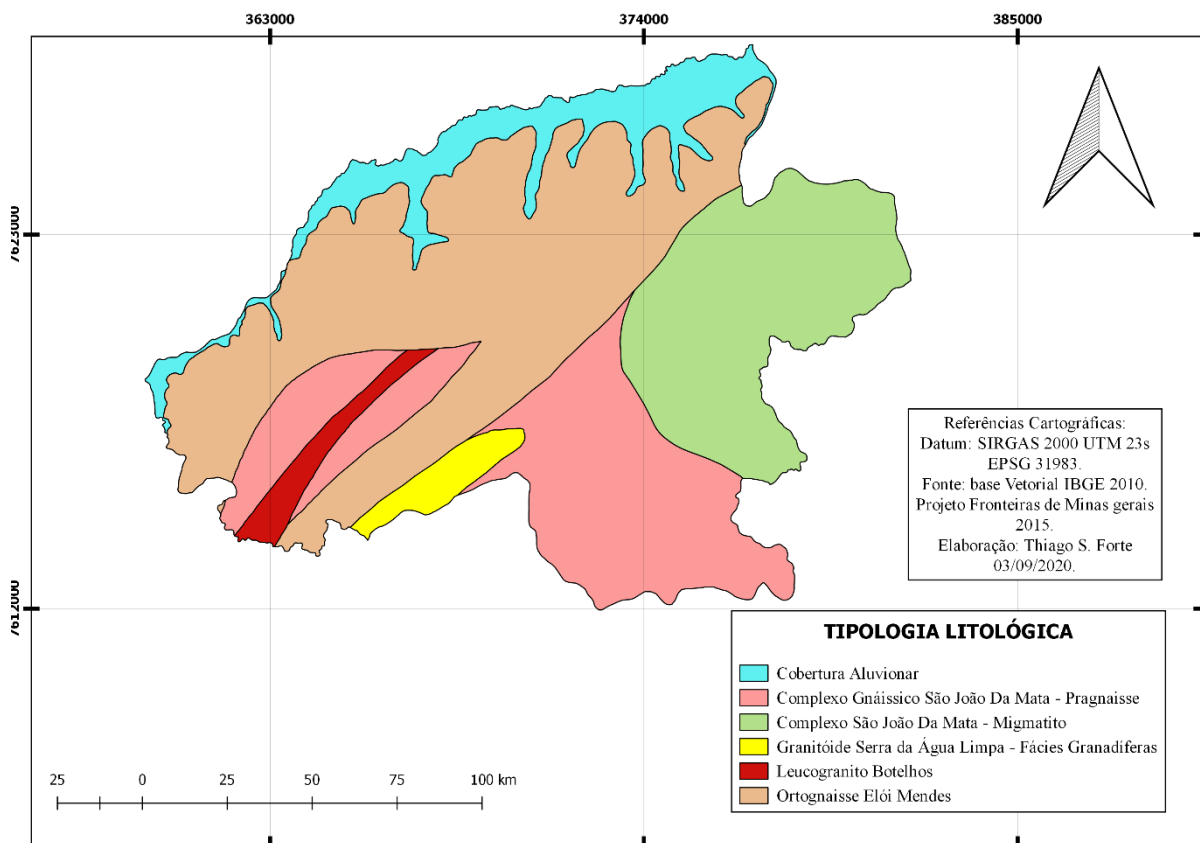 363000 374000 385000
7623000
7612000
Referências Cartográficas:
Datum: SIRGAS 2000 UTM 23s
EPSG 31983.
Fonte: base Vetorial IBGE 2010.
Projeto Fronteiras de Minas gerais
2015.
Elaboração: Thiago S. Forte
03/09/2020.
TIPOLOGIA LITOLÓGICA
Cobertura Aluvionar
Complexo Gnáissico São João Da Mata - Pragnaisse
Complexo São João Da Mata - Migmatito
Granitóide Serra da Água Limpa - Fácies Granadíferas
Leucogranito Botelhos
Ortognaisse Elói Mendes
25 0 25 50 75 100 km